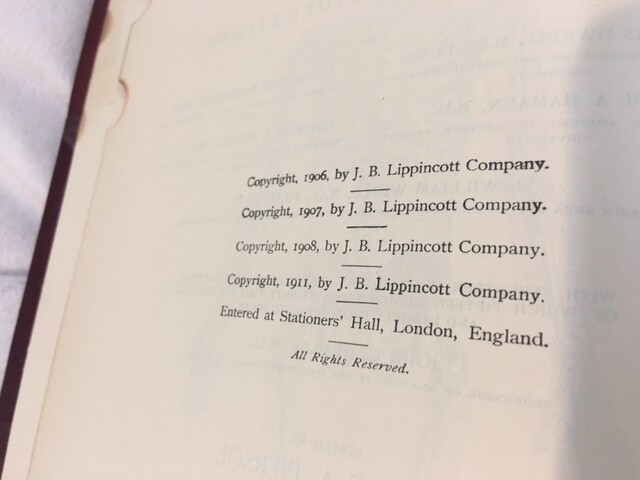 Copyright, 1906, by J. B. Lippincott Company.
Copyright, 1907, by J. B. Lippincott Company.
Copyright, 1908, by J. B. Lippincott Company.
Copyright, 1911, by J. B. Lippincott Company.
Entered at Stationers' Hall, London, England.
All Rights Reserved.